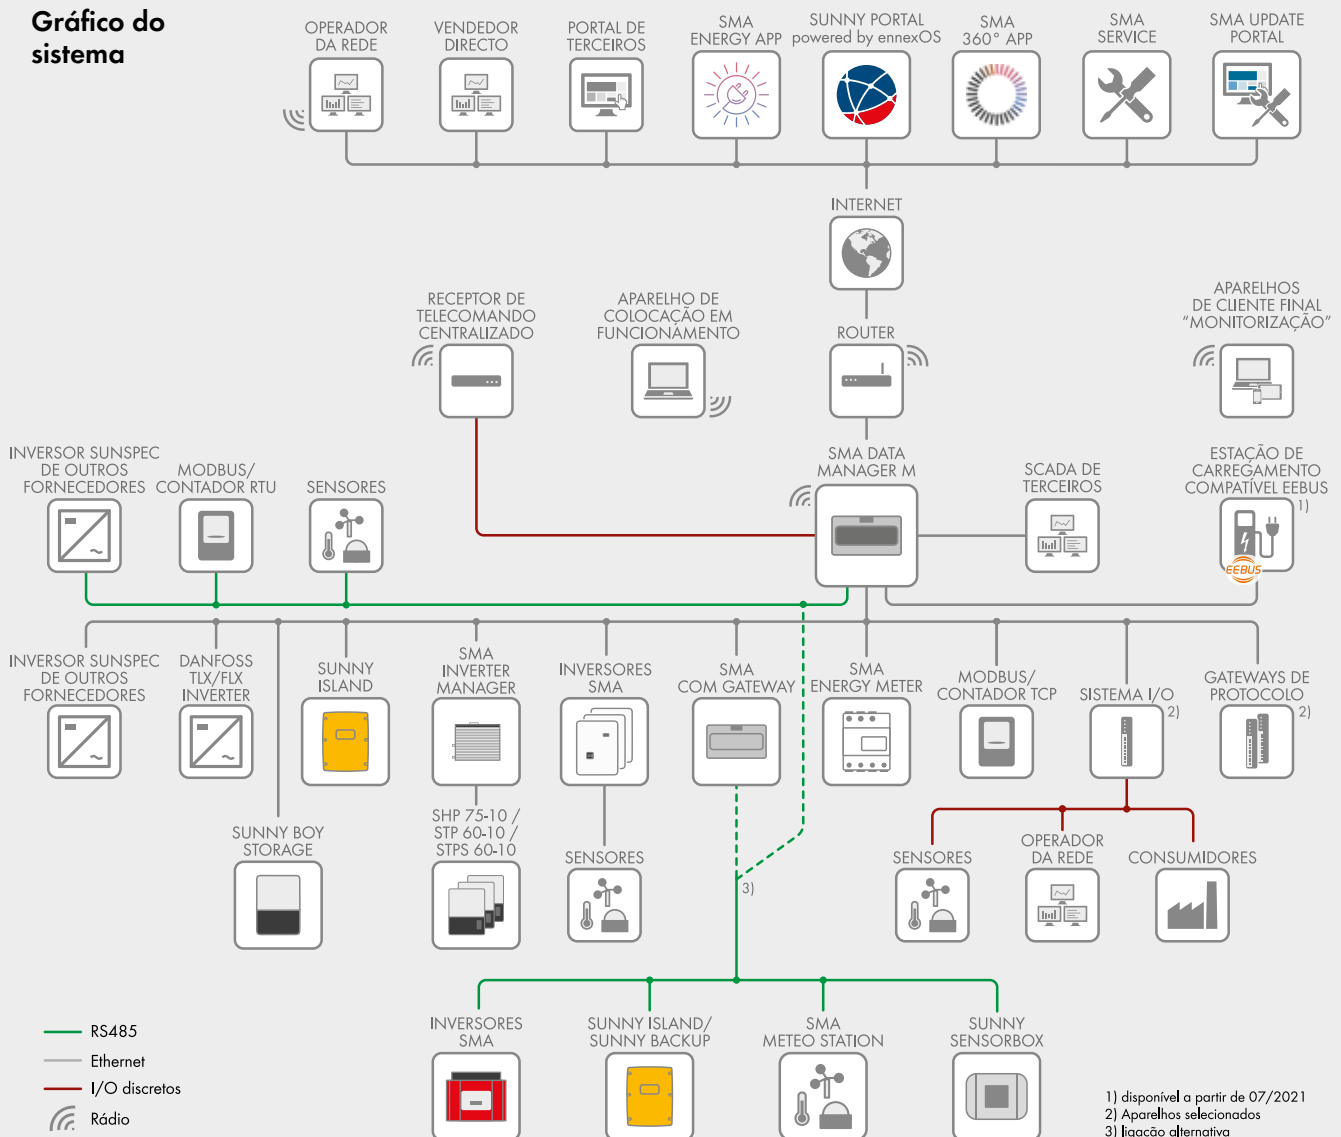 Gráfico do
sistema
OPERADOR
DA REDE
VENDEDOR
DIRECTO
PORTAL DE
TERCEIROS
SMA
ENERGY APP
SUNNY PORTAL
powered by ennexOS
SMA
360° APP
SMA
SERVICE
SMA UPDATE
PORTAL
INTERNET
RECEPTOR DE
TELECOMANDO
CENTRALIZADO
APARELHO DE
COLOCAÇÃO EM
FUNCIONAMENTO
ROUTER
APARELHOS
DE CLIENTE FINAL
“MONITORIZAÇÃO”
INVERSOR SUNSPEC
DE OUTROS
FORNECEDORES
MODBUS/
CONTADOR RTU
SENSORES
SMA DATA
MANAGER M
SCADA DE
TERCEIROS
ESTAÇÃO DE
CARREGAMENTO
COMPATÍVEL EEBUS
1)
EEBUS
INVERSOR SUNSPEC
DE OUTROS
FORNECEDORES
DANFOSS
TLX/FLX
INVERTER
SUNNY
ISLAND
SMA
INVERTER
MANAGER
INVERSORES
SMA
SMA
COM GATEWAY
SMA
ENERGY METER
MODBUS/
CONTADOR TCP
SISTEMA I/O
2)
GATEWAYS DE
PROTOCOLO
2)
SUNNY BOY
STORAGE
SHP 75-10 /
STP 60-10 /
STPS 60-10
SENSORES
3)
SENSORES
OPERADOR
DA REDE
CONSUMIDORES
INVERSORES
SMA
SUNNY ISLAND/
SUNNY BACKUP
SMA
METEO STATION
SUNNY
SENSORBOX
RS485
Ethernet
I/O discretos
Rádio
1) disponível a partir de 07/2021
2) Aparelhos selecionados
3) ligação alternativa